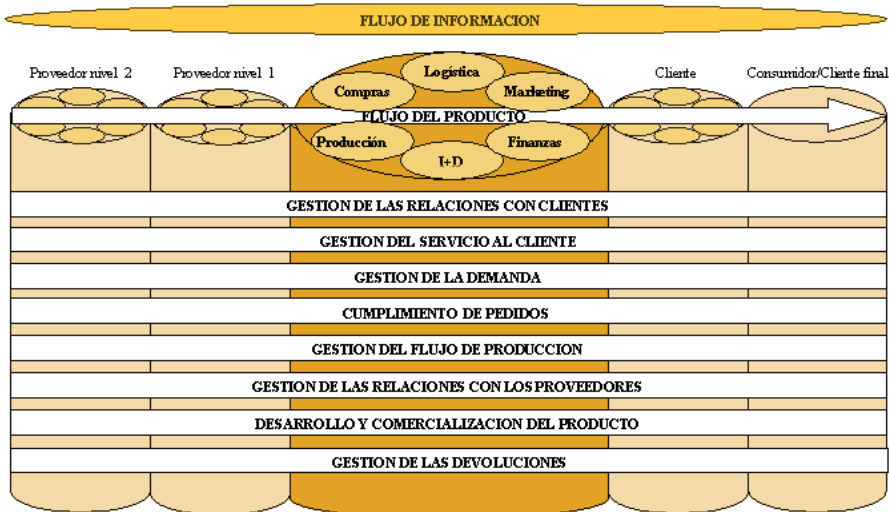 FLUJO DE INFORMACION
Proveedor nivel 2
Proveedor nivel 1
Logística
Compras
Marketing
Cliente
Consumidor/Cliente final
FLUJO DEL PRODUCTO
Producción
Finanzas
I+D
GESTION DE LAS RELACIONES CON CLIENTES
GESTION DEL SERVICIO AL CLIENTE
GESTION DE LA DEMANDA
CUMPLIMIENTO DE PEDIDOS
GESTION DEL FLUJO DE PRODUCCION
GESTION DE LAS RELACIONES CON LOS PROVEEDORES
DESARROLLO Y COMERCIALIZACION DEL PRODUCTO
GESTION DE LAS DEVOLUCIONES